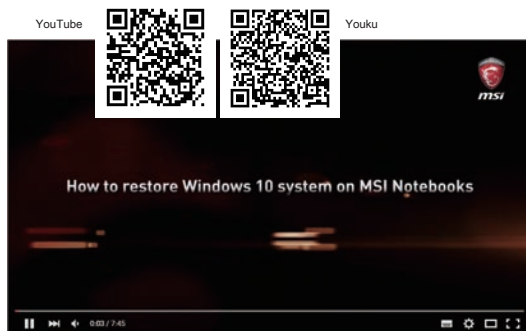 YouTube
Youku
msi
How to restore Windows 10 system on MSI Notebooks
0:03 / 7:45